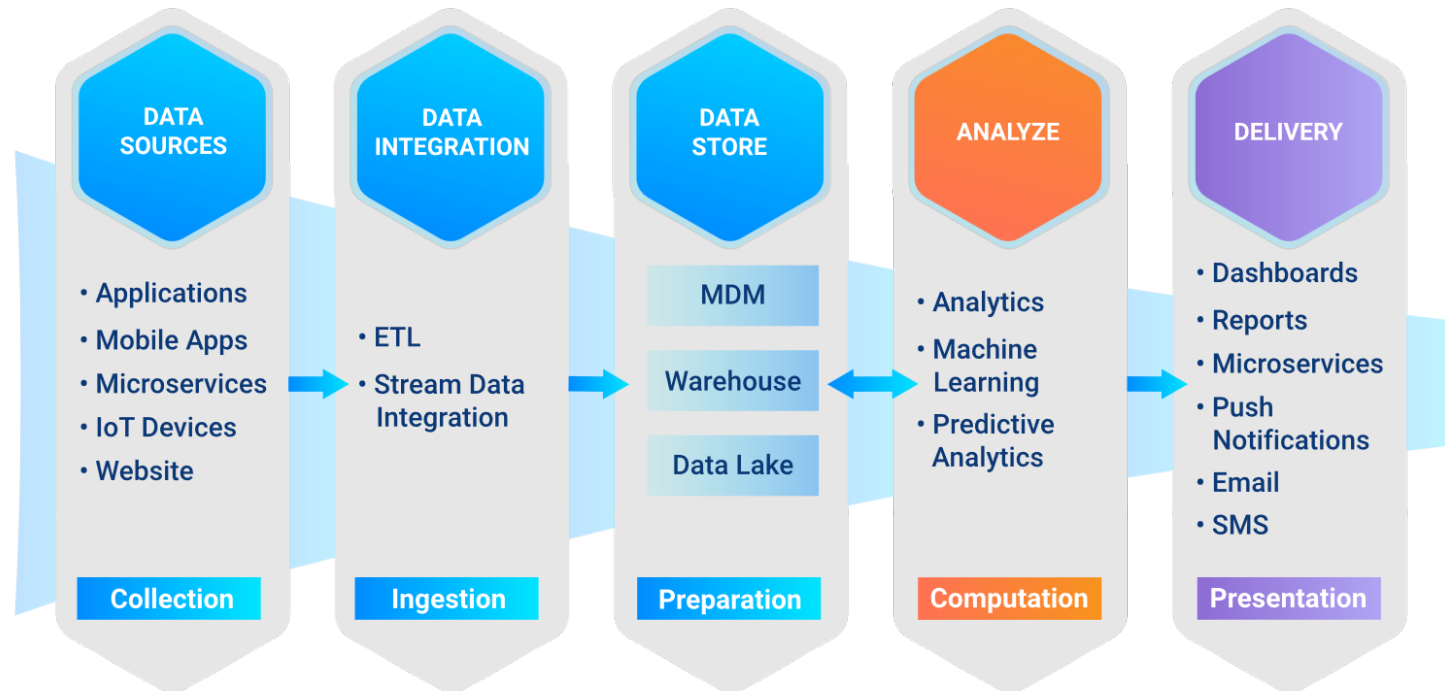 DATA
SOURCES
• Applications
• Mobile Apps
• Microservices
• IoT Devices
• Website
Collection
DATA
INTEGRATION
• ETL
• Stream Data
Integration
Ingestion
DATA
STORE
MDM
Warehouse
Data Lake
Preparation
ANALYZE
• Analytics
• Machine
Learning
• Predictive
Analytics
Computation
DELIVERY
• Dashboards
• Reports
• Microservices
• Push
Notifications
• Email
• SMS
Presentation